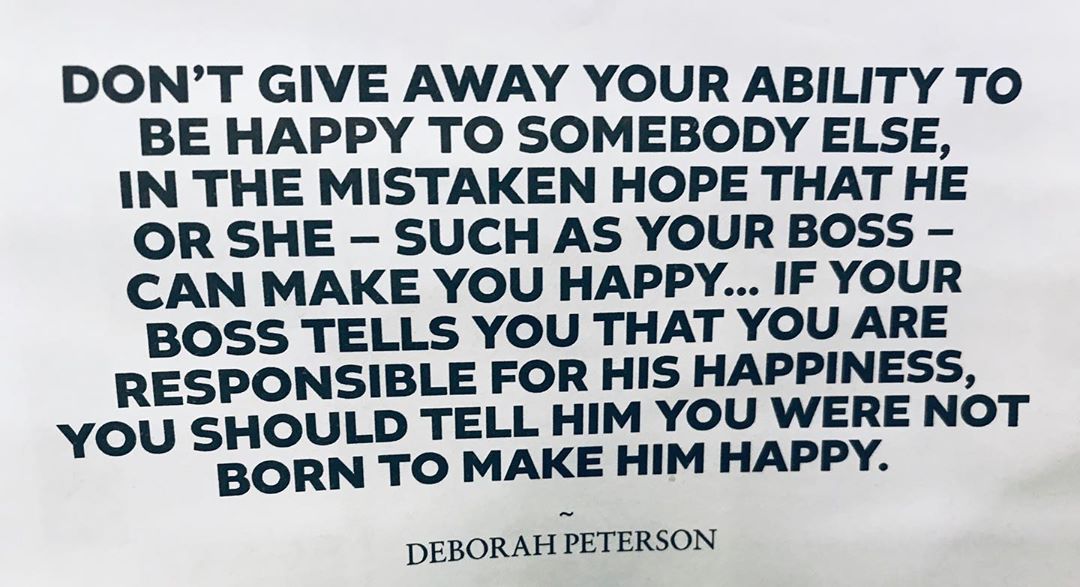 DON'T GIVE AWAY YOUR ABILITY TO
BE HAPPY TO SOMEBODY ELSE,
IN THE MISTAKEN HOPE THAT HE
OR SHE – SUCH AS YOUR BOSS –
CAN MAKE YOU HAPPY... IF YOUR
BOSS TELLS YOU THAT YOU ARE
RESPONSIBLE FOR HIS HAPPINESS,
YOU SHOULD TELL HIM YOU WERE NOT
BORN TO MAKE HIM HAPPY.
~
DEBORAH PETERSON